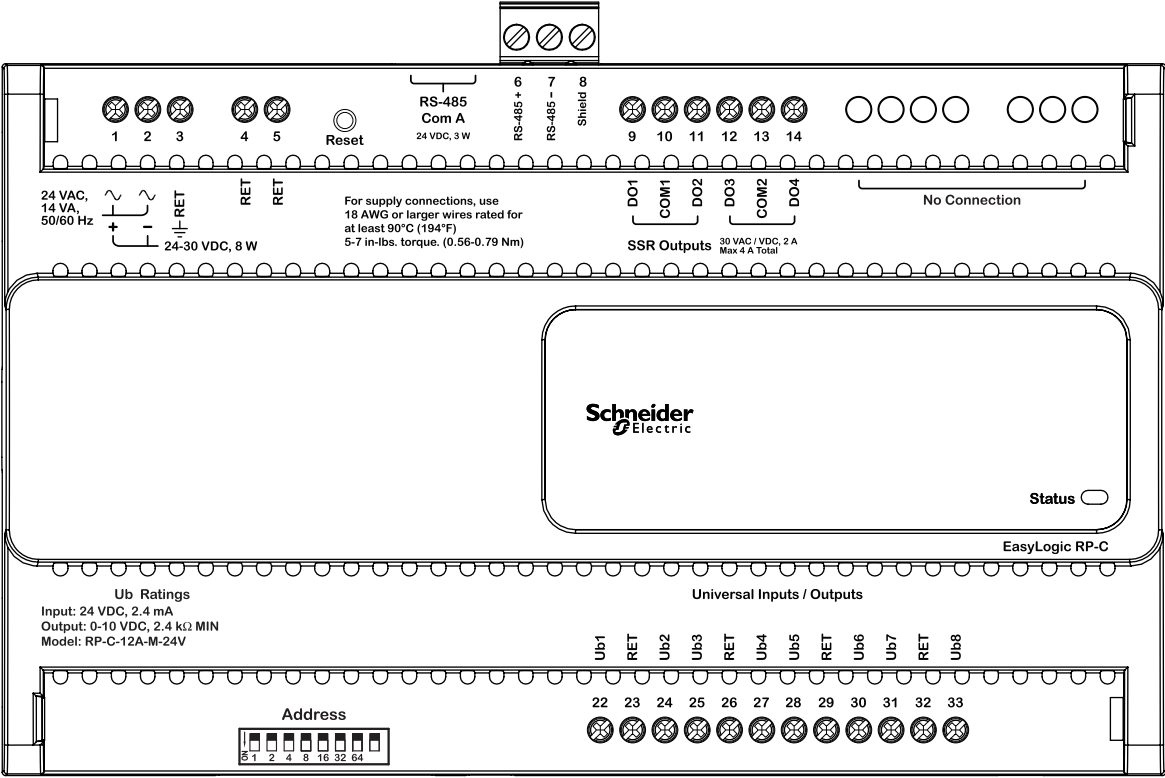 6 7 8
RS-485 +
RS-485 –
Shield
RS-485
Com A
24 VDC, 3 W
Reset
1 2 3 4 5
9 10 11 12 13 14
24 VAC,
14 VA,
50/60 Hz
RET
RET
RET
+ –
24-30 VDC, 8 W
For supply connections, use
18 AWG or larger wires rated for
at least 90°C (194°F)
5-7 in-lbs. torque. (0.56-0.79 Nm)
DO1
COM1
DO2
DO3
COM2
DO4
SSR Outputs
30 VAC / VDC, 2 A
Max 4 A Total
No Connection
Schneider
Electric
Status
EasyLogic RP-C
Ub Ratings
Input: 24 VDC, 2.4 mA
Output: 0-10 VDC, 2.4 kΩ MIN
Model: RP-C-12A-M-24V
Universal Inputs / Outputs
Ub1
RET
Ub2
Ub3
RET
Ub4
Ub5
RET
Ub6
Ub7
RET
Ub8
22 23 24 25 26 27 28 29 30 31 32 33
Address
ON
1 2 4 8 16 32 64